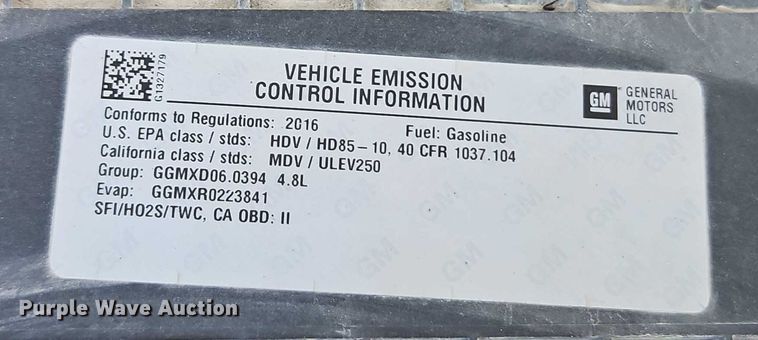 G1327179
VEHICLE EMISSION
CONTROL INFORMATION
GM
GENERAL
MOTORS
LLC
Conforms to Regulations: 2016 Fuel: Gasoline
U.S. EPA class / stds: HDV / HD85-10, 40 CFR 1037.104
California class / stds: MDV / ULEV250
Group: GGMXD06.0394 4.8L
Evap: GGMXR0223841
SFI/HO2S/TWC, CA OBD: II
Purple Wave Auction